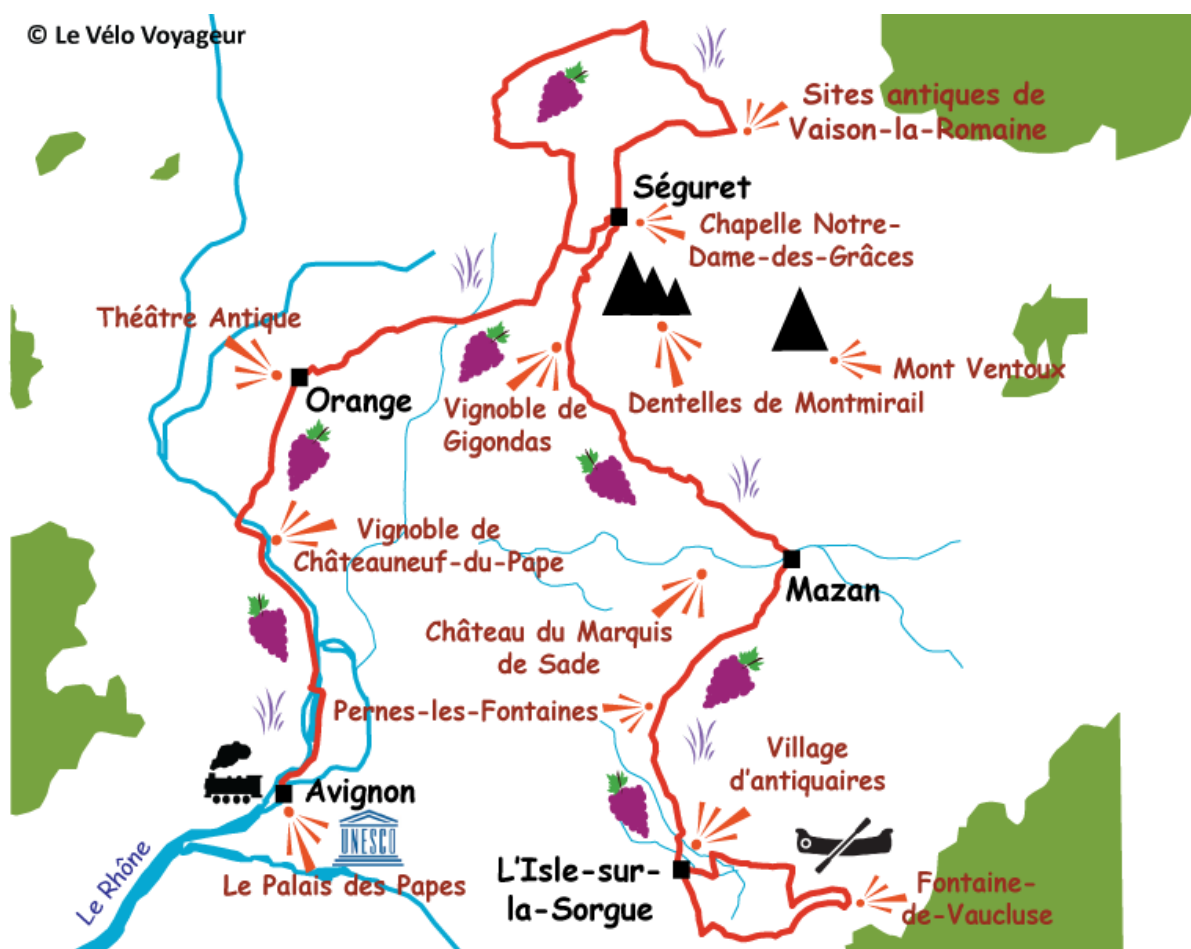 © Le Vélo Voyageur
Sites antiques de
Vaison-la-Romaine
Séguret
Chapelle Notre-
Dame-des-Grâces
Théâtre Antique
Orange
Vignoble de
Gigondas
Dentelles de Montmirail
Mont Ventoux
Vignoble de
Châteauneuf-du-Pape
Mazan
Château du Marquis
de Sade
Pernes-les-Fontaines
Village
d'antiquaires
Avignon
UNESCO
Le Palais des Papes
Le Rhône
L'Isle-sur-
la-Sorgue
Fontaine-
de-Vaucluse